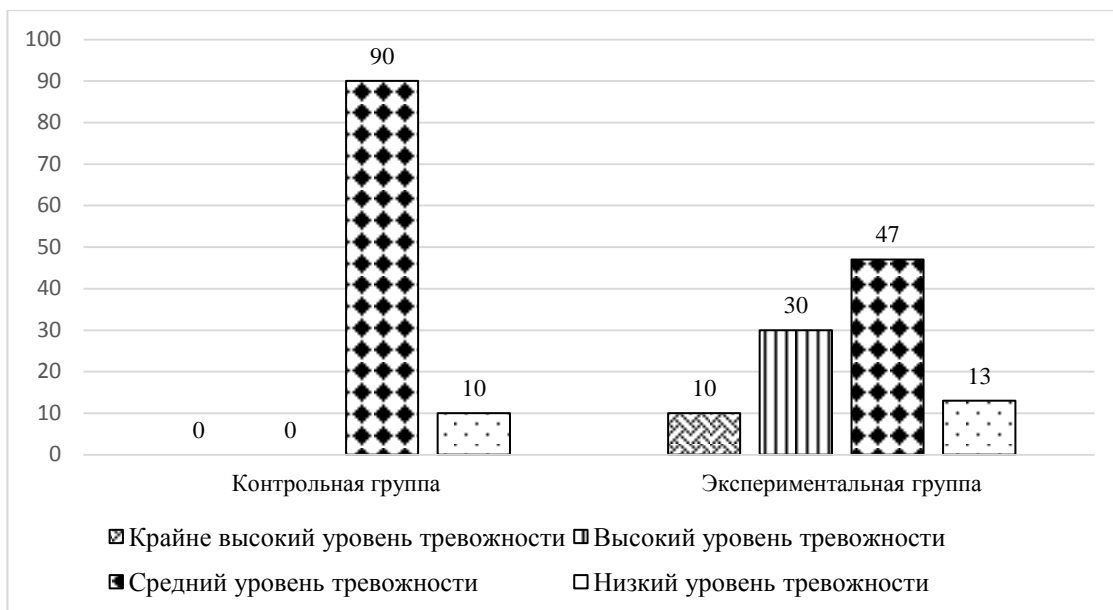 100
90
80
70
60
50
40
30
20
10
0
0 0 90 10
10 30 47 13
Контрольная группа Экспериментальная группа
Крайне высокий уровень тревожности Высокий уровень тревожности
Средний уровень тревожности Низкий уровень тревожности